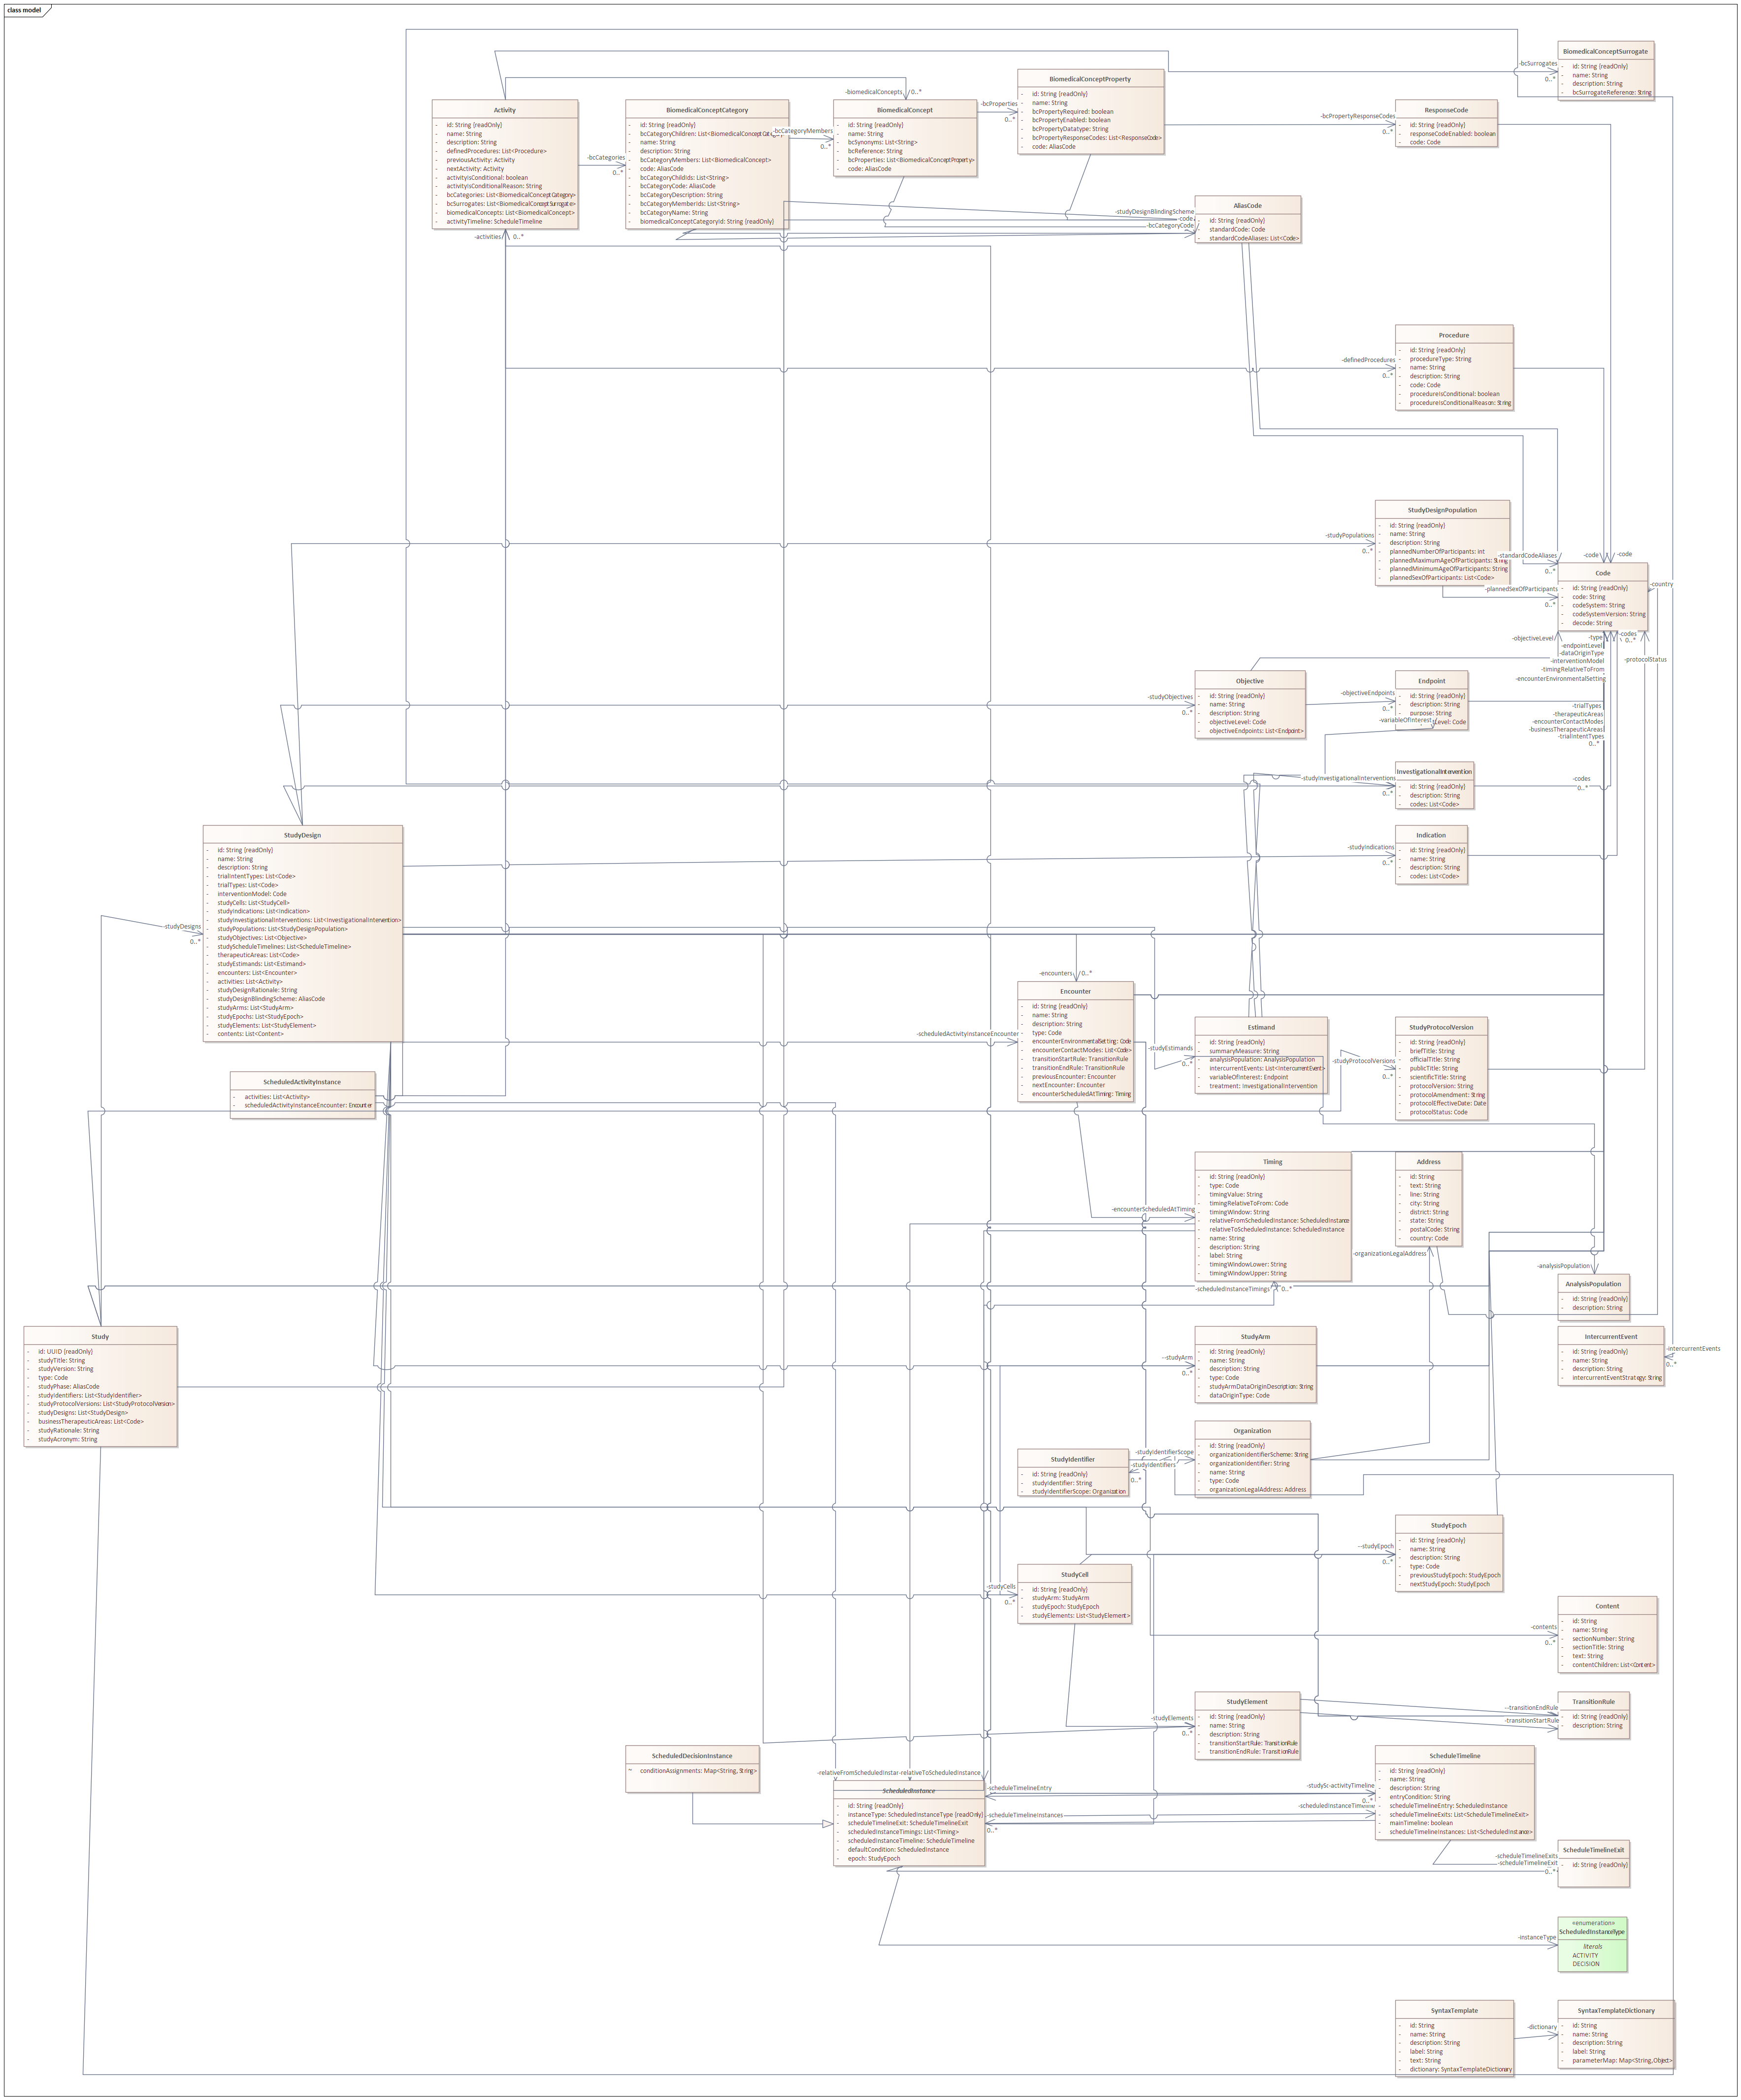 class model
BiomedicalConceptSurrogate
- id: String {readOnly}
- name: String
- description: String
- bcSurrogateReference: String
-bcSurrogates
0..*
Activity
- id: String {readOnly}
- name: String
- description: String
- definedProcedures: List<Procedure>
- previousActivity: Activity
- nextActivity: Activity
- activityIsConditional: boolean
- activityIsConditionalReason: String
- bcCategories: List<BiomedicalConceptCategory>
- bcSurrogates: List<BiomedicalConceptSurrogate>
- biomedicalConcepts: List<BiomedicalConcept>
- activityTimeline: ScheduleTimeline
-activities
0..*
-bcCategories
0..*
BiomedicalConceptCategory
- id: String {readOnly}
- bcCategoryChildren: List<BiomedicalConceptCateg
- name: String
- description: String
- bcCategoryMembers: List<BiomedicalConcept>
- code: AliasCode
- bcCategoryChildIds: List<String>
- bcCategoryCode: AliasCode
- bcCategoryDescription: String
- bcCategoryMemberIds: List<String>
- bcCategoryName: String
- biomedicalConceptCategoryId: String {readOnly}
-bcCategoryMembers
0..*
-biomedicalConcepts
0..*
BiomedicalConcept
- id: String {readOnly}
- name: String
- bcSynonyms: List<String>
- bcReference: String
- bcProperties: List<BiomedicalConceptProperty>
- code: AliasCode
-bcProperties
0..*
BiomedicalConceptProperty
- id: String {readOnly}
- name: String
- bcPropertyRequired: boolean
- bcPropertyEnabled: boolean
- bcPropertyDatatype: String
- bcPropertyResponseCodes: List<ResponseCode>
- code: AliasCode
-bcPropertyResponseCodes
0..*
ResponseCode
- id: String {readOnly}
- responseCodeEnabled: boolean
- code: Code
-studyDesignBlindingScheme
-code
-bcCategoryCode
AliasCode
- id: String {readOnly}
- standardCode: Code
- standardCodeAliases: List<Code>
-definedProcedures
0..*
Procedure
- id: String {readOnly}
- procedureType: String
- name: String
- description: String
- code: Code
- procedureIsConditional: boolean
- procedureIsConditionalReason: String
-studyPopulations
0..*
StudyDesignPopulation
- id: String {readOnly}
- name: String
- description: String
- plannedNumberOfParticipants: int
- plannedMaximumAgeOfParticipants: String
- plannedMinimumAgeOfParticipants: String
- plannedSexOfParticipants: List<Code>
-standardCodeAliases
0..*
-code
-code
-plannedSexOfParticipants
0..*
Code
- id: String {readOnly}
- code: String
- codeSystem: String
- codeSystemVersion: String
- decode: String
-country
-objectiveLevel
-type
-endpointLevel
-dataOriginType
-interventionModel
-timingRelativeToFrom
-encounterEnvironmentalSetting
-codes
0..*
-protocolStatus
-trialTypes
-therapeuticAreas
-encounterContactModes
-businessTherapeuticAreas
-trialIntentTypes
0..*
-studyObjectives
0..*
Objective
- id: String {readOnly}
- name: String
- description: String
- objectiveLevel: Code
- objectiveEndpoints: List<Endpoint>
-objectiveEndpoints
0..*
Endpoint
- id: String {readOnly}
- description: String
- purpose: String
Level: Code
-variableOfInterest
-studyInvestigationalInterventions
0..*
InvestigationalIntervention
- id: String {readOnly}
- description: String
- codes: List<Code>
-codes
0..*
-studyIndications
0..*
Indication
- id: String {readOnly}
- name: String
- description: String
- codes: List<Code>
-studyDesigns
0..*
StudyDesign
- id: String {readOnly}
- name: String
- description: String
- trialIntentTypes: List<Code>
- trialTypes: List<Code>
- interventionModel: Code
- studyCells: List<StudyCell>
- studyIndications: List<Indication>
- studyInvestigationalInterventions: List<InvestigationalIntervention>
- studyPopulations: List<StudyDesignPopulation>
- studyObjectives: List<Objective>
- studyScheduleTimelines: List<ScheduleTimeline>
- therapeuticAreas: List<Code>
- studyEstimands: List<Estimand>
- encounters: List<Encounter>
- activities: List<Activity>
- studyDesignRationale: String
- studyDesignBlindingScheme: AliasCode
- studyArms: List<StudyArm>
- studyEpochs: List<StudyEpoch>
- studyElements: List<StudyElement>
- contents: List<Content>
ScheduledActivityInstance
- activities: List<Activity>
- scheduledActivityInstanceEncounter: Encounter
-encounters
0..*
-scheduledActivityInstanceEncounter
Encounter
- id: String {readOnly}
- name: String
- description: String
- type: Code
- encounterEnvironmentalSetting: Code
- encounterContactModes: List<Code>
- transitionStartRule: TransitionRule
- transitionEndRule: TransitionRule
- previousEncounter: Encounter
- nextEncounter: Encounter
- encounterScheduledAtTiming: Timing
-studyEstimands
0..*
Estimand
- id: String {readOnly}
- summaryMeasure: String
- analysisPopulation: AnalysisPopulation
- intercurrentEvents: List<IntercurrentEvent>
- variableOfInterest: Endpoint
- treatment: InvestigationalIntervention
-studyProtocolVersions
0..*
StudyProtocolVersion
- id: String {readOnly}
- briefTitle: String
- officialTitle: String
- publicTitle: String
- scientificTitle: String
- protocolVersion: String
- protocolAmendment: String
- protocolEffectiveDate: Date
- protocolStatus: Code
-encounterScheduledAtTiming
Timing
- id: String {readOnly}
- type: Code
- timingValue: String
- timingRelativeToFrom: Code
- timingWindow: String
- relativeFromScheduledInstance: ScheduledInstance
- relativeToScheduledInstance: ScheduledInstance
- name: String
- description: String
- label: String
- timingWindowLower: String
- timingWindowUpper: String
-scheduledInstanceTimings
0..*
Address
- id: String
- text: String
- line: String
- city: String
- district: String
- state: String
- postalCode: String
- country: Code
-organizationLegalAddress
-analysisPopulation
AnalysisPopulation
- id: String {readOnly}
- description: String
Study
- id: UUID {readOnly}
- studyTitle: String
- studyVersion: String
- type: Code
- studyPhase: AliasCode
- studyIdentifiers: List<StudyIdentifier>
- studyProtocolVersions: List<StudyProtocolVersion>
- studyDesigns: List<StudyDesign>
- businessTherapeuticAreas: List<Code>
- studyRationale: String
- studyAcronym: String
--studyArm
0..*
StudyArm
- id: String {readOnly}
- name: String
- description: String
- type: Code
- studyArmDataOriginDescription: String
- dataOriginType: Code
IntercurrentEvent
- id: String {readOnly}
- name: String
- description: String
- intercurrentEventStrategy: String
-intercurrentEvents
0..*
StudyIdentifier
- id: String {readOnly}
- studyIdentifier: String
- studyIdentifierScope: Organization
-studyIdentifierScope
-studyIdentifiers
0..*
Organization
- id: String {readOnly}
- organizationIdentifierScheme: String
- organizationIdentifier: String
- name: String
- type: Code
- organizationLegalAddress: Address
--studyEpoch
0..*
StudyEpoch
- id: String {readOnly}
- name: String
- description: String
- type: Code
- previousStudyEpoch: StudyEpoch
- nextStudyEpoch: StudyEpoch
-studyCells
0..*
StudyCell
- id: String {readOnly}
- studyArm: StudyArm
- studyEpoch: StudyEpoch
- studyElements: List<StudyElement>
-contents
0..*
Content
- id: String
- name: String
- sectionNumber: String
- sectionTitle: String
- text: String
- contentChildren: List<Content>
-studyElements
0..*
StudyElement
- id: String {readOnly}
- name: String
- description: String
- transitionStartRule: TransitionRule
- transitionEndRule: TransitionRule
--transitionEndRule
-transitionStartRule
TransitionRule
- id: String {readOnly}
- description: String
ScheduledDecisionInstance
~ conditionAssignments: Map<String, String>
-relativeFromScheduledInstar
-relativeToScheduledInstance
ScheduledInstance
- id: String {readOnly}
- instanceType: ScheduledInstanceType {readOnly}
- scheduleTimelineExit: ScheduleTimelineExit
- scheduledInstanceTimings: List<Timing>
- scheduledInstanceTimeline: ScheduleTimeline
- defaultCondition: ScheduledInstance
- epoch: StudyEpoch
-scheduleTimelineEntry
-scheduleTimelineInstances
0..*
-activityTimeline
0..*
-scheduledInstanceTimeline
ScheduleTimeline
- id: String {readOnly}
- name: String
- description: String
- entryCondition: String
- scheduleTimelineEntry: ScheduledInstance
- scheduleTimelineExits: List<ScheduleTimelineExit>
- mainTimeline: boolean
- scheduleTimelineInstances: List<ScheduledInstance>
-scheduleTimelineExits
-scheduleTimelineExit
0..*
ScheduleTimelineExit
- id: String {readOnly}
-instanceType
«enumeration»
ScheduledInstanceType
literals
ACTIVITY
DECISION
SyntaxTemplate
- id: String
- name: String
- description: String
- label: String
- text: String
- dictionary: SyntaxTemplateDictionary
-dictionary
SyntaxTemplateDictionary
- id: String
- name: String
- description: String
- label: String
- parameterMap: Map<String,Object>